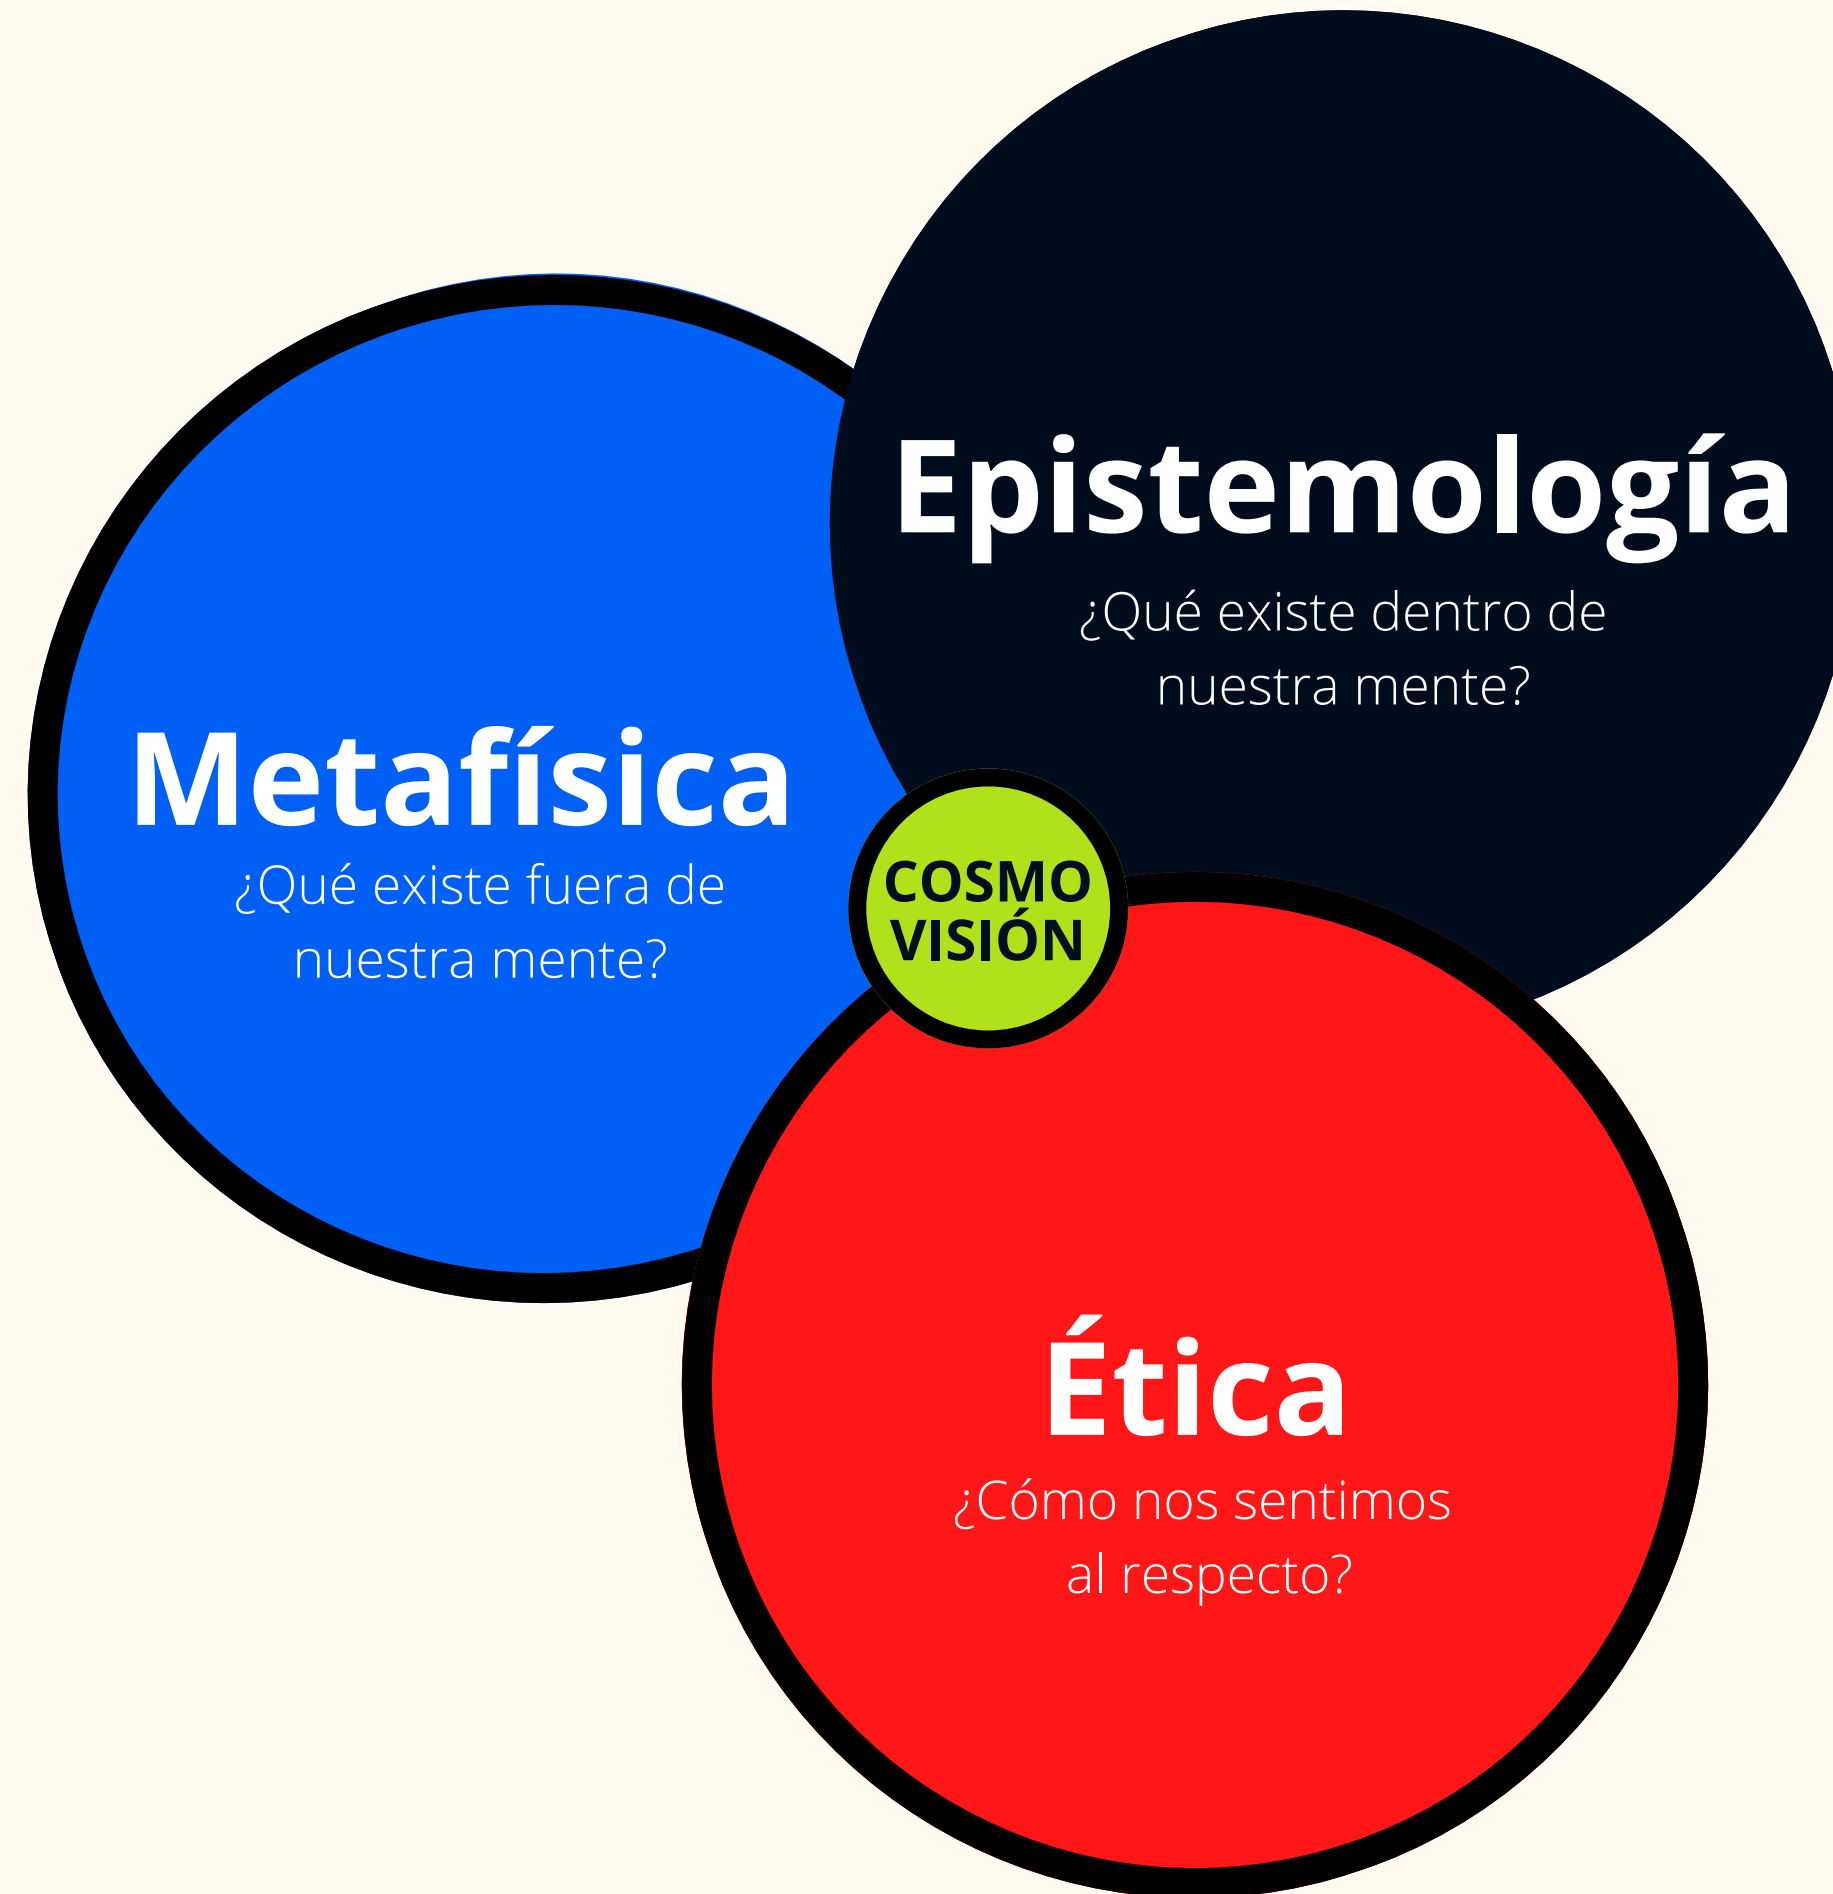 Epistemología
¿Qué existe dentro de
nuestra mente?
Metafísica
¿Qué existe fuera de
nuestra mente?
COSMO
VISIÓN
Ética
¿Cómo nos sentimos
al respecto?